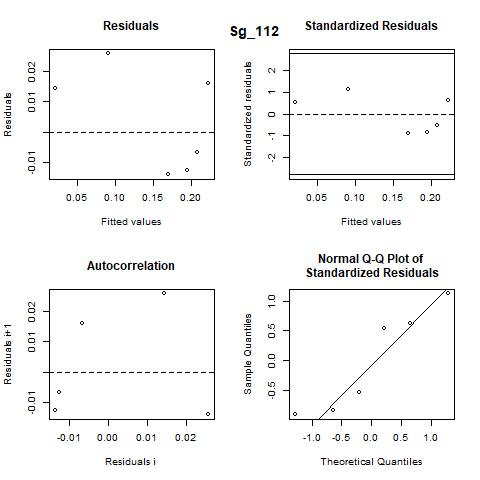 Sg_112
Residuals
Residuals
0.02
0.01
-0.01
0.05 0.10 0.15 0.20
Fitted values
Standardized Residuals
Standardized residuals
2
1
0
-1
-2
0.05 0.10 0.15 0.20
Fitted values
Autocorrelation
Residuals i+1
0.02
0.01
-0.01
-0.01 0.00 0.01 0.02
Residuals i
Normal Q-Q Plot of
Standardized Residuals
Sample Quantiles
1.0
0.5
0.0
-0.5
-1.0 -0.5 0.0 0.5 1.0
Theoretical Quantiles